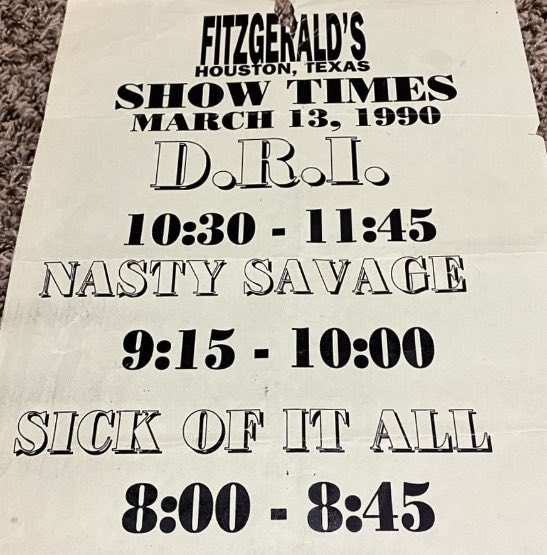 FITZGERALD'S
HOUSTON, TEXAS
SHOW TIMES
MARCH 13, 1990
D.R.I.
10:30 - 11:45
NASTY SAVAGE
9:15 - 10:00
SICK OF IT ALL
8:00 - 8:45